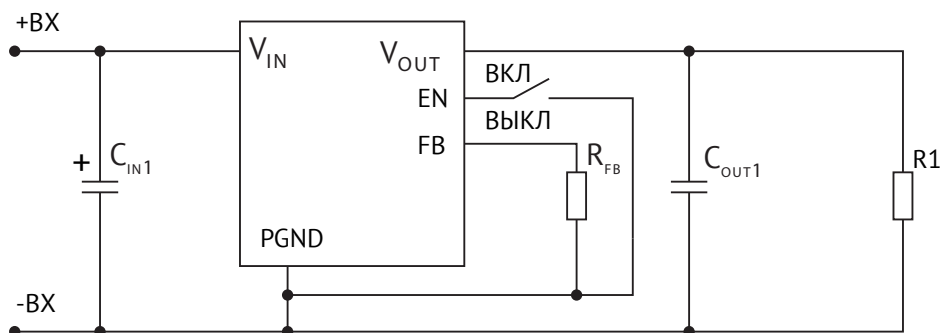 +ВХ
V_IN
V_OUT
ВКЛ
EN
ВЫКЛ
FB
+
C_IN1
R_FB
C_OUT1
R1
PGND
-ВХ